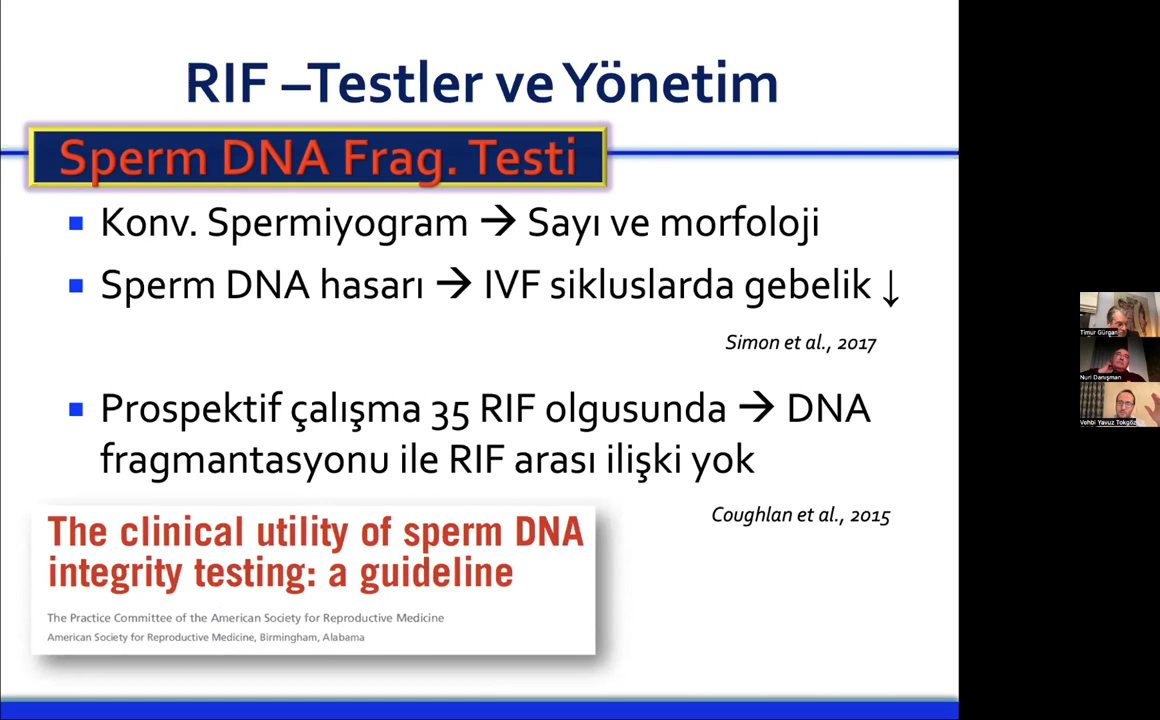 RIF –Testler ve Yönetim
Sperm DNA Frag. Testi
Konv. Spermiyogram → Sayı ve morfoloji
Sperm DNA hasarı → IVF sikluslarda gebelik ↓
Simon et al., 2017
Prospektif çalışma 35 RIF olgusunda → DNA
fragmantasyonu ile RIF arası ilişki yok
Coughlan et al., 2015
The clinical utility of sperm DNA
integrity testing: a guideline
The Practice Committee of the American Society for Reproductive Medicine
American Society for Reproductive Medicine, Birmingham, Alabama
Timur Gürgan
Nuri Danışman
Vehbi Yavuz